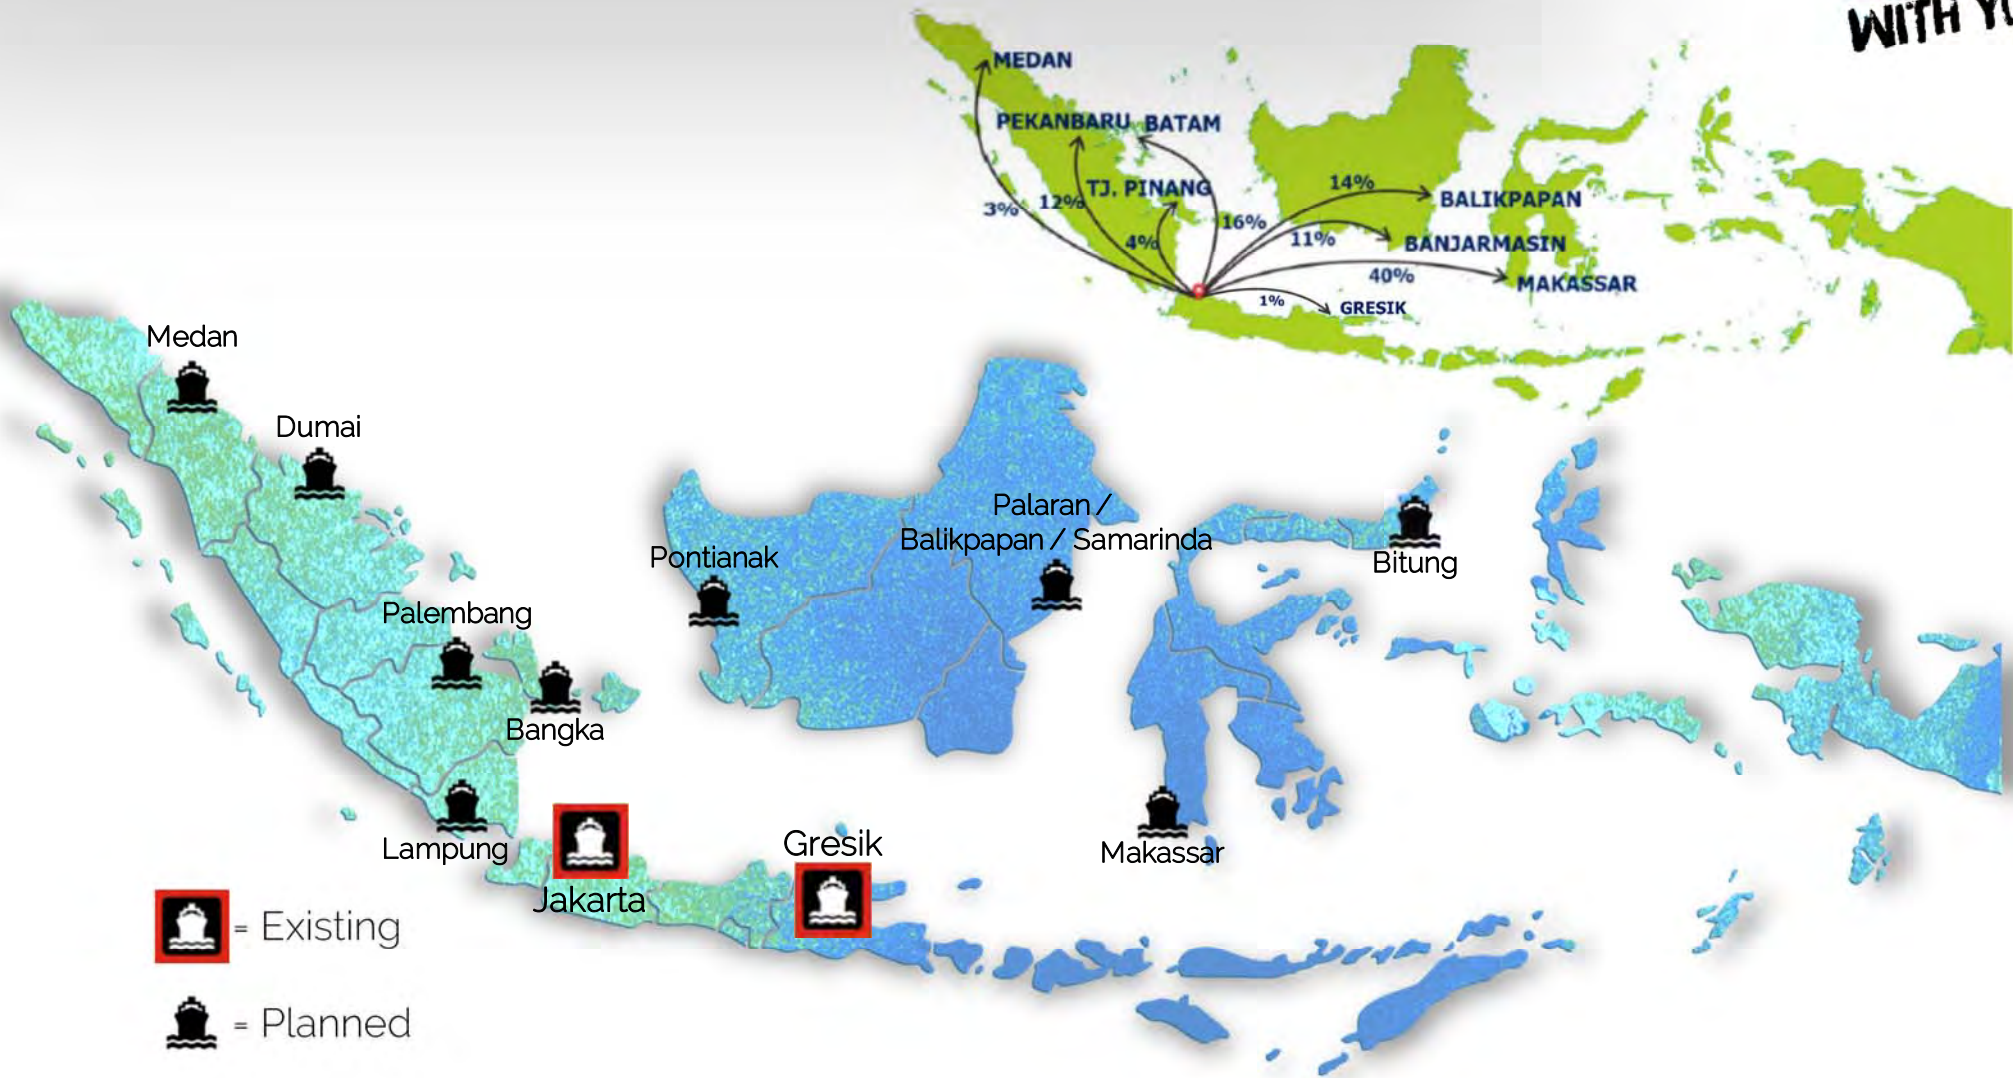 WITH
MEDAN
PEKANBARU
BATAM
TJ. PINANG
3%
12%
4%
16%
14%
BALIKPAPAN
11%
BANJARMASIN
40%
MAKASSAR
1%
GRESIK
Medan
Dumai
Palembang
Bangka
Lampung
Jakarta
Gresik
Pontianak
Palaran /
Balikpapan / Samarinda
Bitung
Makassar
= Existing
= Planned